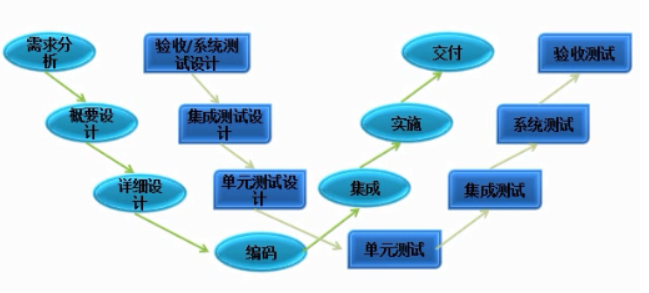 需求分
析
验收/系统测
试设计
交付
验收测试
概要设
计
集成测试设
计
实施
系统测试
详细设
计
单元测试设
计
集成
集成测试
编码
单元测试